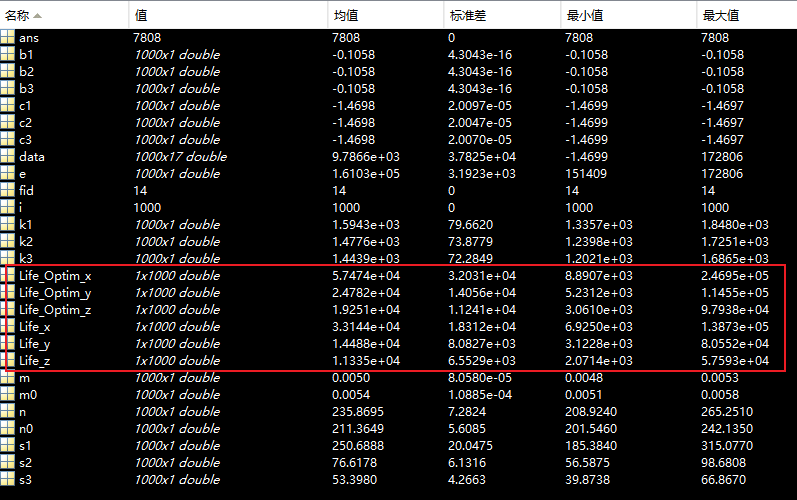 名称 值 均值 标准差 最小值 最大值
ans 7808 7808 0 7808 7808
b1 1000x1 double -0.1058 4.3043e-16 -0.1058 -0.1058
b2 1000x1 double -0.1058 4.3043e-16 -0.1058 -0.1058
b3 1000x1 double -0.1058 4.3043e-16 -0.1058 -0.1058
c1 1000x1 double -1.4698 2.0097e-05 -1.4699 -1.4697
c2 1000x1 double -1.4698 2.0047e-05 -1.4699 -1.4697
c3 1000x1 double -1.4698 2.0070e-05 -1.4699 -1.4697
data 1000x17 double 9.7866e+03 3.7825e+04 -1.4699 172806
e 1000x1 double 1.6103e+05 3.1923e+03 151409 172806
fid 14 14 0 14 14
i 1000 1000 0 1000 1000
k1 1000x1 double 1.5943e+03 79.6620 1.3357e+03 1.8480e+03
k2 1000x1 double 1.4776e+03 73.8779 1.2398e+03 1.7251e+03
k3 1000x1 double 1.4439e+03 72.2849 1.2021e+03 1.6865e+03
Life_Optim_x 1x1000 double 5.7474e+04 3.2031e+04 8.8907e+03 2.4695e+05
Life_Optim_y 1x1000 double 2.4782e+04 1.4056e+04 5.2312e+03 1.1455e+05
Life_Optim_z 1x1000 double 1.9251e+04 1.1241e+04 3.0610e+03 9.7938e+04
Life_x 1x1000 double 3.3144e+04 1.8312e+04 6.9250e+03 1.3873e+05
Life_y 1x1000 double 1.4488e+04 8.0827e+03 3.1228e+03 8.0552e+04
Life_z 1x1000 double 1.1335e+04 6.5529e+03 2.0714e+03 5.7593e+04
m 1000x1 double 0.0050 8.0580e-05 0.0048 0.0053
m0 1000x1 double 0.0054 1.0885e-04 0.0051 0.0058
n 1000x1 double 235.8695 7.2824 208.9240 265.2510
n0 1000x1 double 211.3649 5.6085 201.5460 242.1350
s1 1000x1 double 250.6888 20.0475 185.3840 315.0770
s2 1000x1 double 76.6178 6.1316 56.5875 98.6808
s3 1000x1 double 53.3980 4.2663 39.8738 66.8670